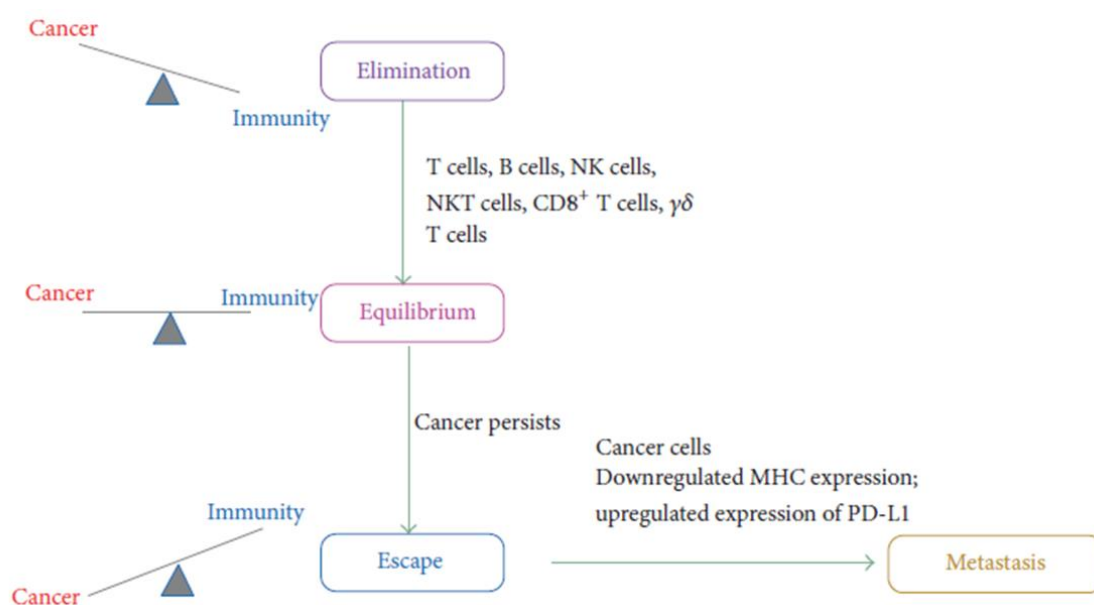 Cancer
Elimination
Immunity
T cells, B cells, NK cells,
NKT cells, CD8⁺ T cells, γδ
T cells
Cancer
Immunity
Equilibrium
Cancer persists
Cancer cells
Downregulated MHC expression;
upregulated expression of PD-L1
Immunity
Cancer
Escape
Metastasis